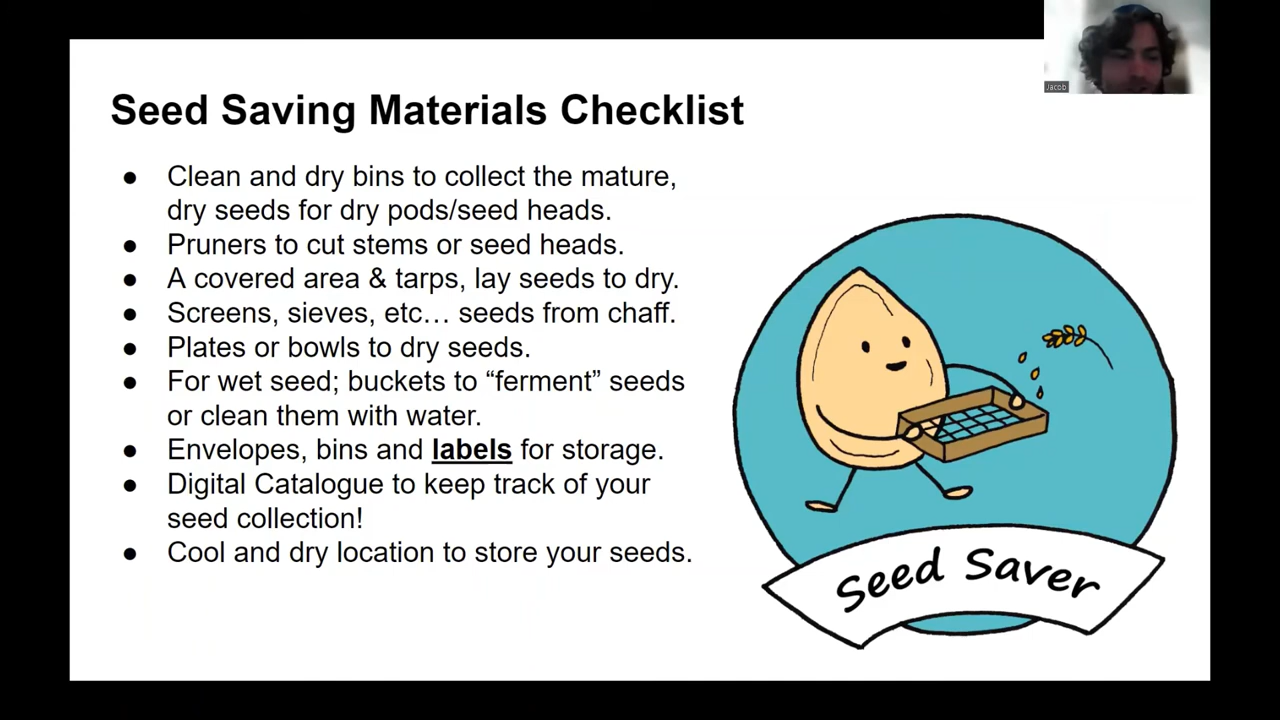 Jacob
Seed Saving Materials Checklist
● Clean and dry bins to collect the mature,
dry seeds for dry pods/seed heads.
● Pruners to cut stems or seed heads.
● A covered area & tarps, lay seeds to dry.
● Screens, sieves, etc… seeds from chaff.
● Plates or bowls to dry seeds.
● For wet seed; buckets to “ferment” seeds
or clean them with water.
● Envelopes, bins and labels for storage.
● Digital Catalogue to keep track of your
seed collection!
● Cool and dry location to store your seeds.
Seed Saver